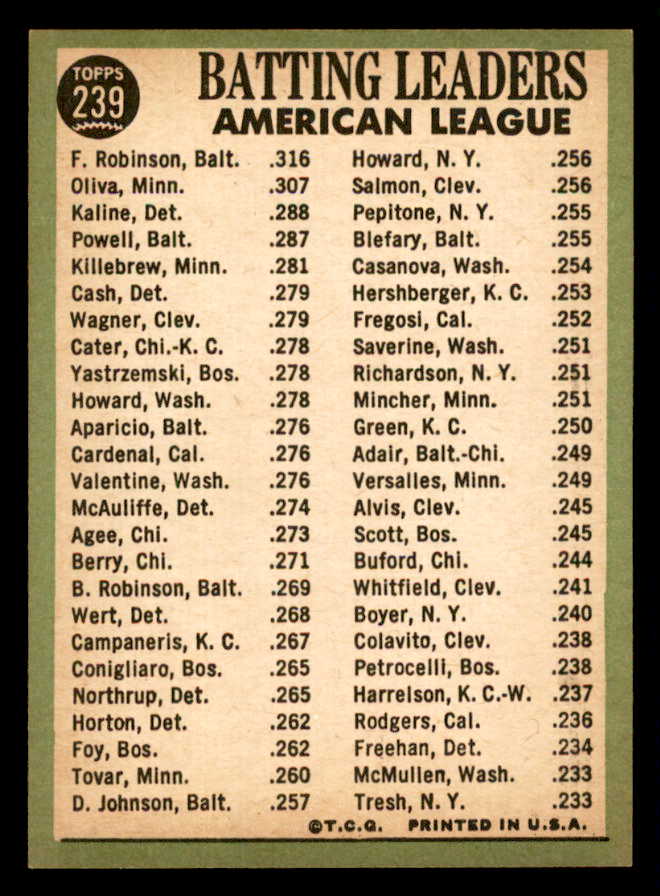 TOPPS
239
BATTING LEADERS
AMERICAN LEAGUE
F. Robinson, Balt. .316
Oliva, Minn. .307
Kaline, Det. .288
Powell, Balt. .287
Killebrew, Minn. .281
Cash, Det. .279
Wagner, Clev. .279
Cater, Chi.-K. C. .278
Yastrzemski, Bos. .278
Howard, Wash. .278
Aparicio, Balt. .276
Cardenal, Cal. .276
Valentine, Wash. .276
McAuliffe, Det. .274
Agee, Chi. .273
Berry, Chi. .271
B. Robinson, Balt. .269
Wert, Det. .268
Campaneris, K. C. .267
Conigliaro, Bos. .265
Northrup, Det. .265
Horton, Det. .262
Foy, Bos. .262
Tovar, Minn. .260
D. Johnson, Balt. .257
Howard, N. Y. .256
Salmon, Clev. .256
Pepitone, N. Y. .255
Blefary, Balt. .255
Casanova, Wash. .254
Hershberger, K. C. .253
Fregosi, Cal. .252
Saverine, Wash. .251
Richardson, N. Y. .251
Mincher, Minn. .251
Green, K. C. .250
Adair, Balt.-Chi. .249
Versalles, Minn. .249
Alvis, Clev. .245
Scott, Bos. .245
Buford, Chi. .244
Whitfield, Clev. .241
Boyer, N. Y. .240
Colavito, Clev. .238
Petrocelli, Bos. .238
Harrelson, K. C.-W. .237
Rodgers, Cal. .236
Freehan, Det. .234
McMullen, Wash. .233
Tresh, N. Y. .233
©T.C.G. PRINTED IN U.S.A.